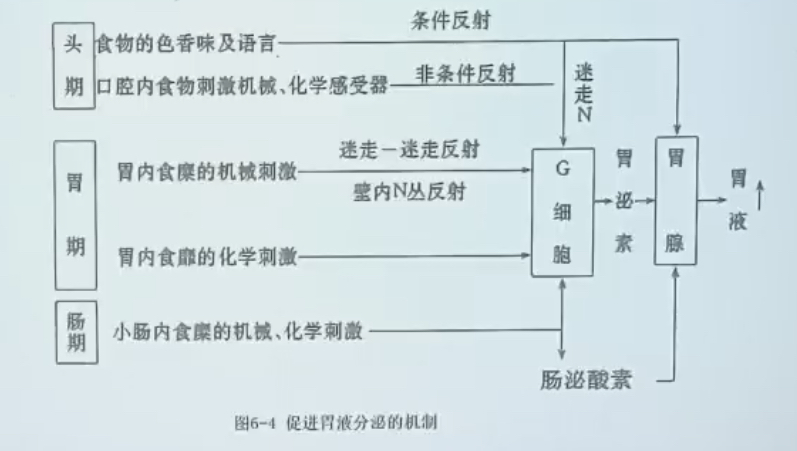 条件反射
头期
食物的色香味及语言
口腔内食物刺激机械、化学感受器
非条件反射
迷走N
胃期
胃内食糜的机械刺激
迷走-迷走反射
壁内N丛反射
胃内食靡的化学刺激
G细胞
胃泌素
胃腺
胃液↑
肠期
小肠内食糜的机械、化学刺激
肠泌酸素
图6-4 促进胃液分泌的机制